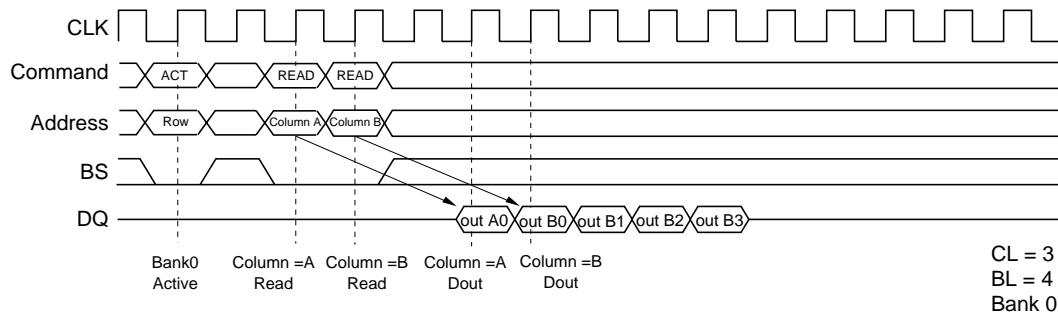 CLK
Command ACT READ READ
Address Row Column A Column B
BS
DQ out A0 out B0 out B1 out B2 out B3
Bank0 Column =A Column =B Column =A Column =B
Active Read Read Dout Dout
CL = 3
BL = 4
Bank 0